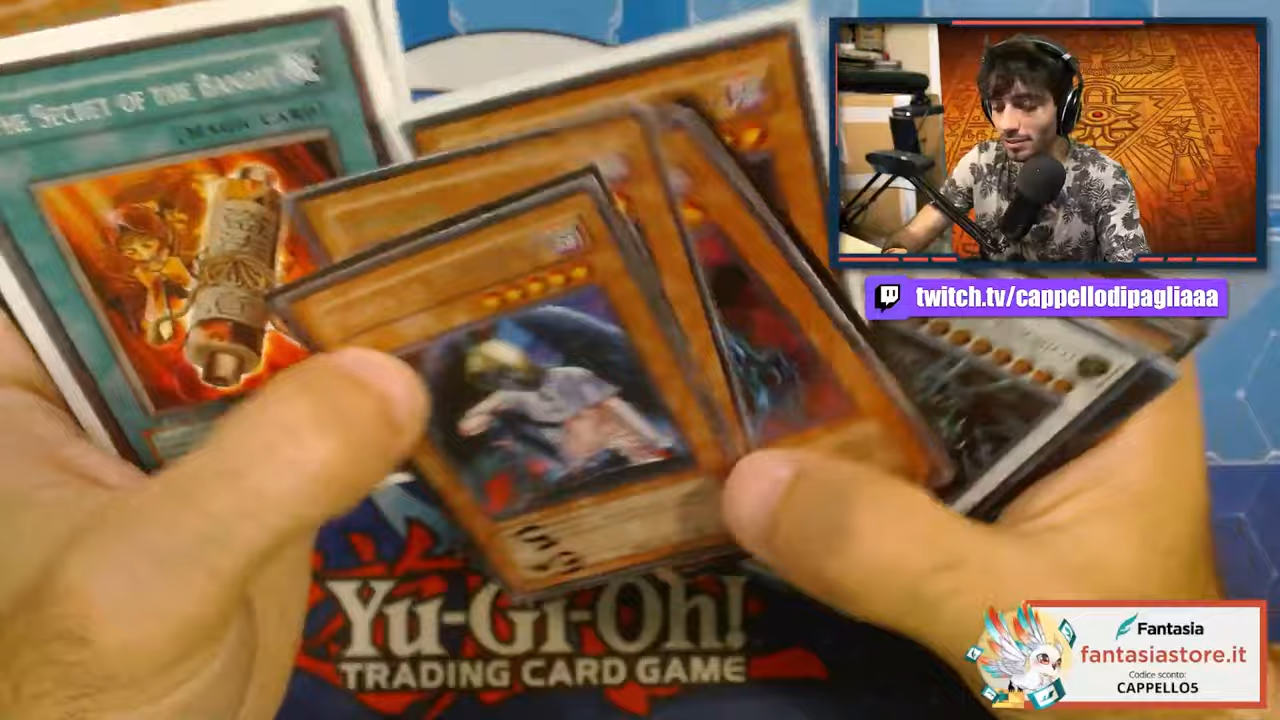 THE SECRET OF THE BANDIT
MAGIC CARD
twitch.tv/cappellodipagliaaa
Yu-Gi-Oh!
TRADING CARD GAME
Fantasia
fantasiastore.it
Codice sconto:
CAPPELLO5